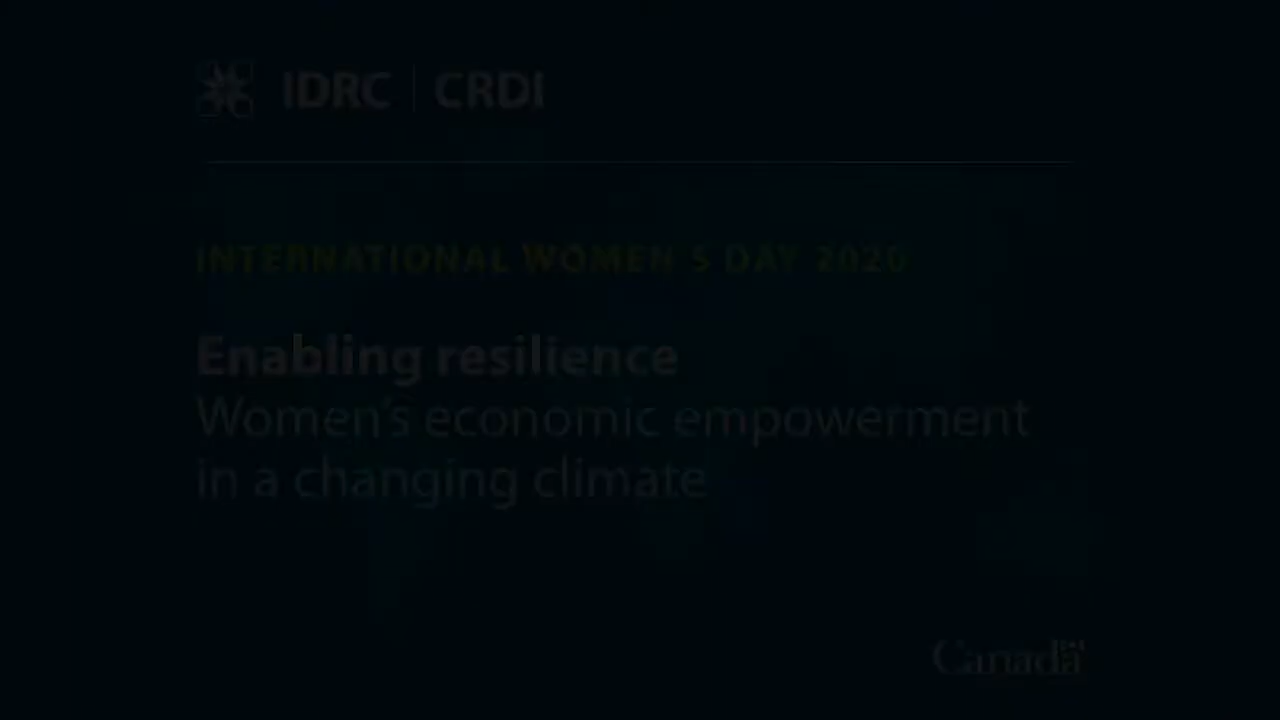 IDRC | CRDI
INTERNATIONAL WOMEN'S DAY 2020
Enabling resilience
Women's economic empowerment
in a changing climate
Canada